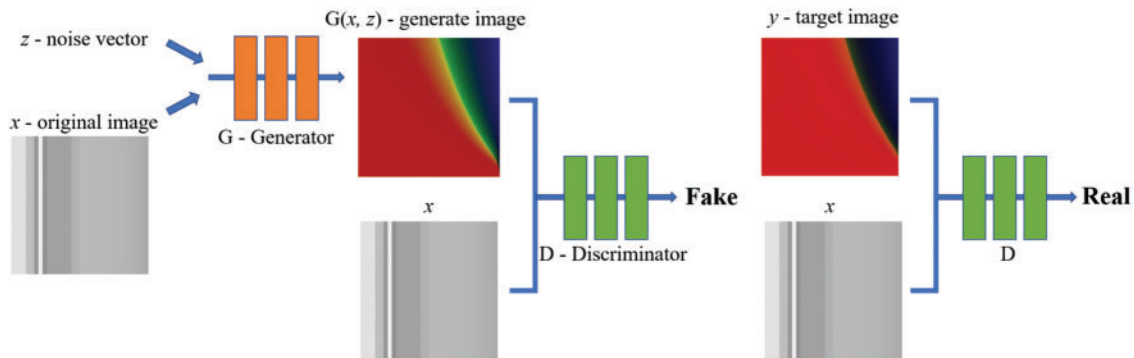 z - noise vector
x - original image
G - Generator
G(x, z) - generate image
x
D - Discriminator
Fake
y - target image
x
D
Real